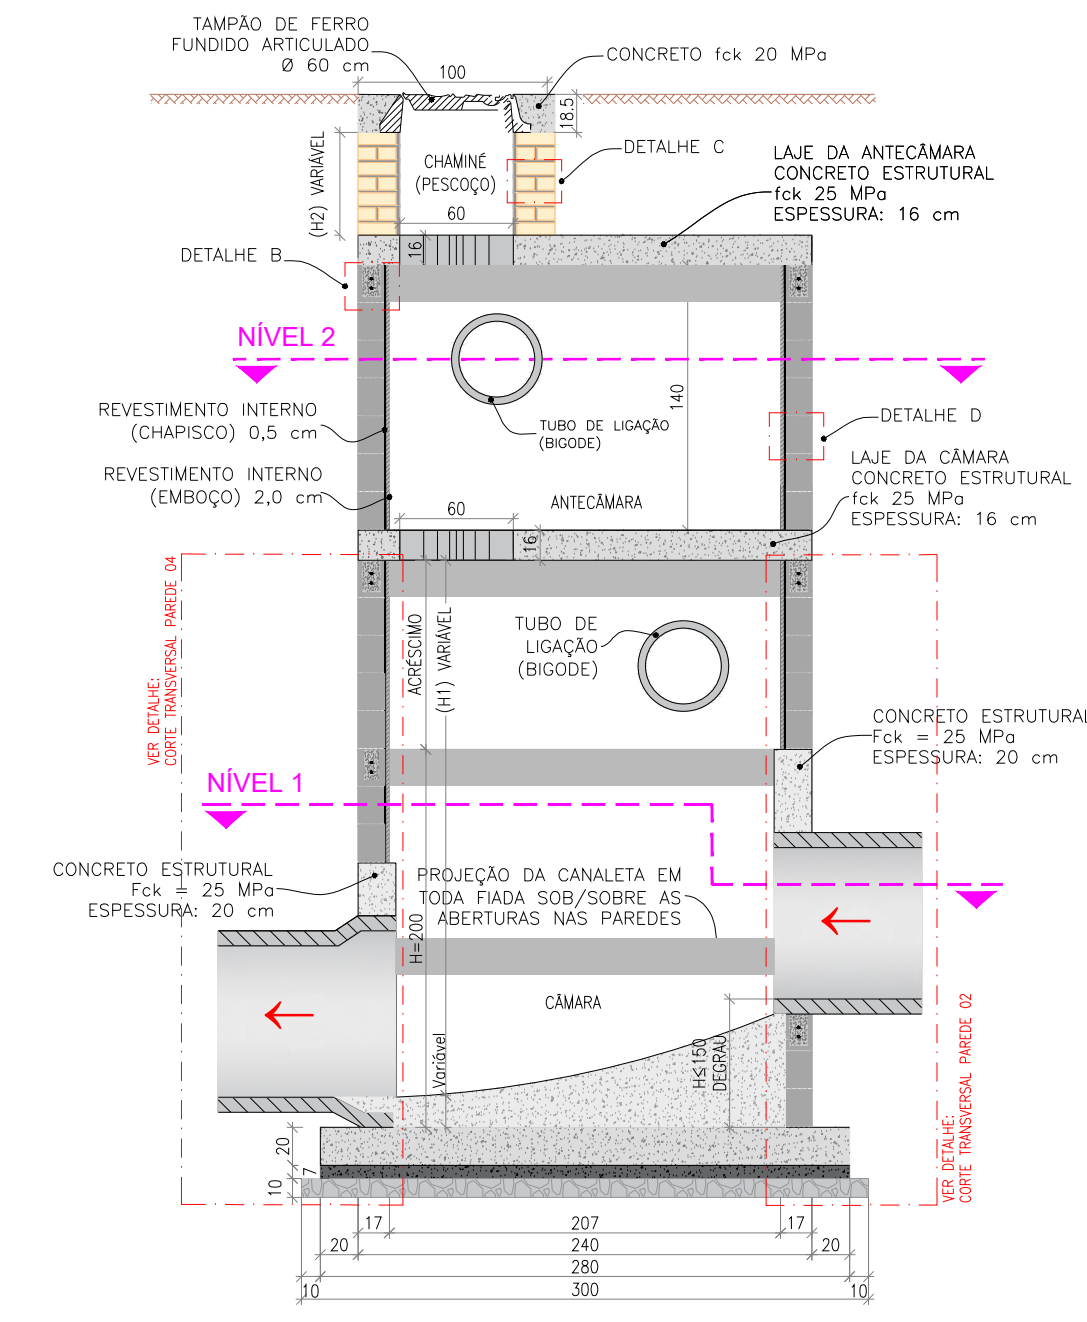 TAMPÃO DE FERRO
FUNDIDO ARTICULADO
Ø 60 cm
100
CONCRETO fck 20 MPa
18.5
(H2) VARIÁVEL
CHAMINÉ
(PESCOÇO)
60
DETALHE C
LAJE DA ANTECÂMARA
CONCRETO ESTRUTURAL
fck 25 MPa
ESPESSURA: 16 cm
DETALHE B
16
NÍVEL 2
140
REVESTIMENTO INTERNO
(CHAPISCO) 0,5 cm
TUBO DE LIGAÇÃO
(BIGODE)
DETALHE D
REVESTIMENTO INTERNO
(EMBOÇO) 2,0 cm
LAJE DA CÂMARA
CONCRETO ESTRUTURAL
fck 25 MPa
ESPESSURA: 16 cm
ANTECÂMARA
60
16
VER DETALHE:
CORTE TRANSVERSAL PAREDE 04
ACRÉSCIMO
(H1) VARIÁVEL
TUBO DE
LIGAÇÃO
(BIGODE)
CONCRETO ESTRUTURAL
Fck = 25 MPa
ESPESSURA: 20 cm
NÍVEL 1
CONCRETO ESTRUTURAL
Fck = 25 MPa
ESPESSURA: 20 cm
PROJEÇÃO DA CANALETA EM
TODA FIADA SOB/SOBRE AS
ABERTURAS NAS PAREDES
H=200
CÂMARA
Variável
H≤150
DEGRAU
VER DETALHE:
CORTE TRANSVERSAL PAREDE 02
20
7
10
17
207
17
20
240
20
280
10
300
10